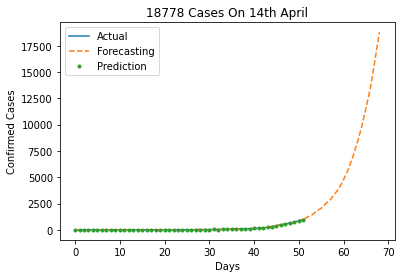 18778 Cases On 14th April
Actual
Forecasting
Prediction
Confirmed Cases
17500
15000
12500
10000
7500
5000
2500
0
0 10 20 30 40 50 60 70
Days